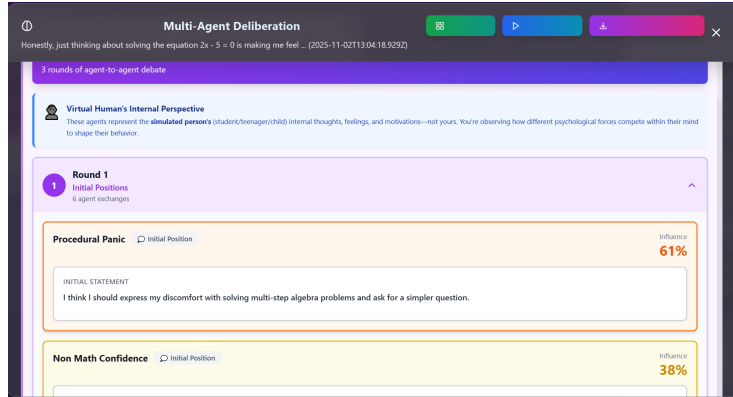 Multi-Agent Deliberation
Honestly, just thinking about solving the equation 2x - 5 = 0 is making me feel ... (2025-11-02T13:04:18.929Z)
3 rounds of agent-to-agent debate
Virtual Human's Internal Perspective
These agents represent the simulated person's (student/teenager/child) internal thoughts, feelings, and motivations—not yours. You're observing how different psychological forces compete within their mind
to shape their behavior.
1
Round 1
Initial Positions
6 agent exchanges
Procedural Panic
Initial Position
Influence
61%
INITIAL STATEMENT
I think I should express my discomfort with solving multi-step algebra problems and ask for a simpler question.
Non Math Confidence
Initial Position
Influence
38%